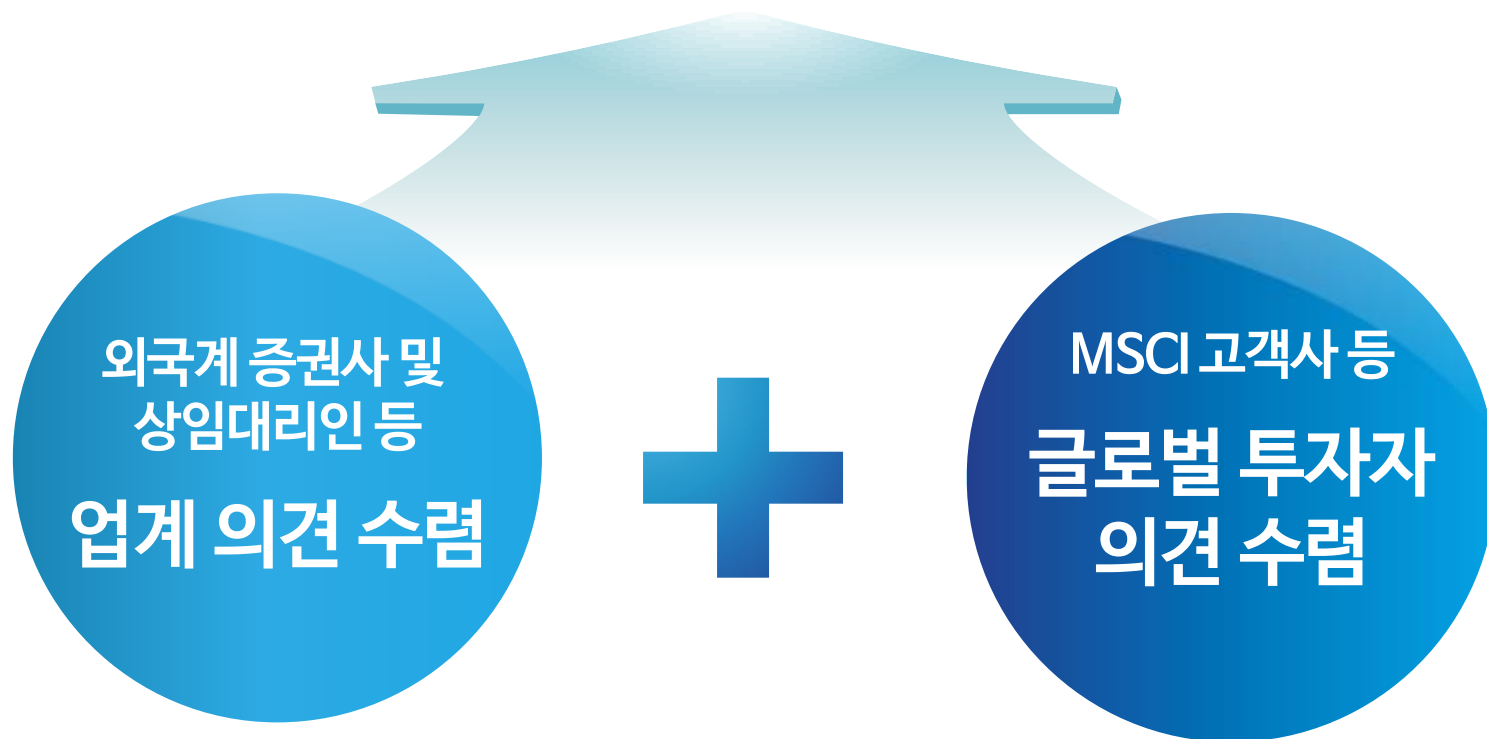 외국계 증권사 및
상임대리인 등
업계 의견 수렴
MSCI 고객사 등
글로벌 투자자
의견 수렴